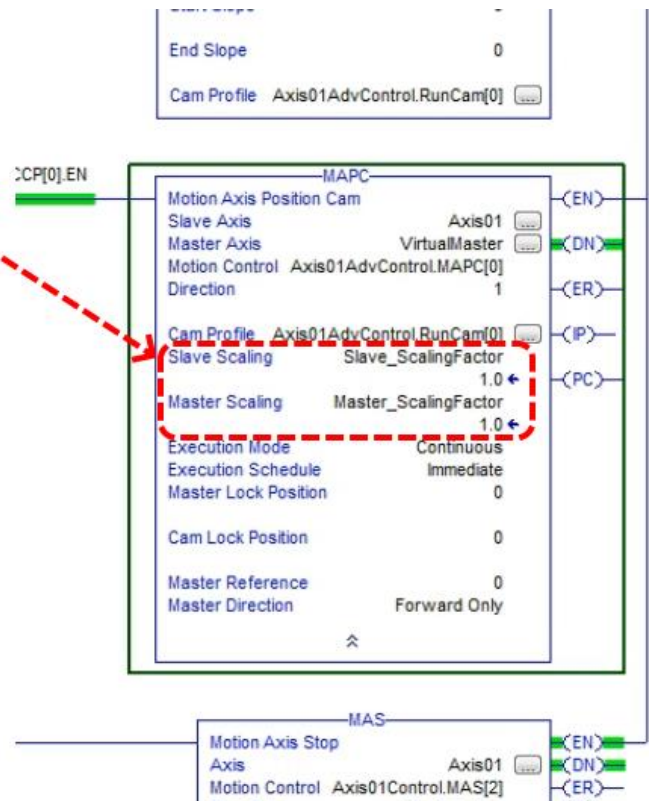 End Slope 0
Cam Profile Axis01AdvControl.RunCam[0] ...
CCP[0].EN
MAPC
Motion Axis Position Cam (EN)
Slave Axis Axis01 ...
Master Axis VirtualMaster ... (DN)
Motion Control Axis01AdvControl.MAPC[0]
Direction 1 (ER)
Cam Profile Axis01AdvControl.RunCam[0] ... (IP)
Slave Scaling Slave_ScalingFactor
1.0 (PC)
Master Scaling Master_ScalingFactor
1.0
Execution Mode Continuous
Execution Schedule Immediate
Master Lock Position 0
Cam Lock Position 0
Master Reference 0
Master Direction Forward Only
MAS
Motion Axis Stop (EN)
Axis Axis01 ... (DN)
Motion Control Axis01Control.MAS[2] (ER)